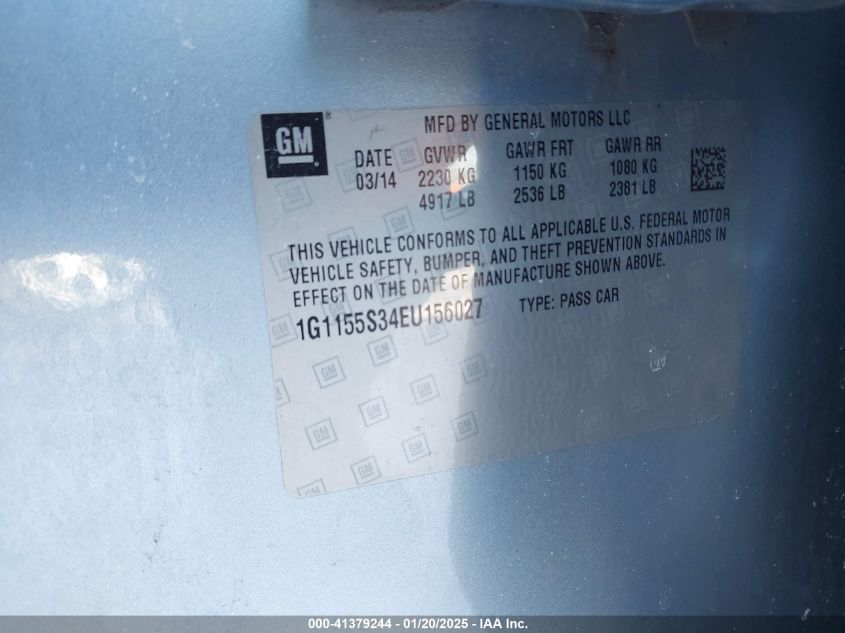 GM ®
MFD BY GENERAL MOTORS LLC
DATE GVWR GAWR FRT GAWR RR
03/14 2230 KG 1150 KG 1080 KG
4917 LB 2536 LB 2381 LB
THIS VEHICLE CONFORMS TO ALL APPLICABLE U.S. FEDERAL MOTOR
VEHICLE SAFETY, BUMPER, AND THEFT PREVENTION STANDARDS IN
EFFECT ON THE DATE OF MANUFACTURE SHOWN ABOVE.
1G1155S34EU156027 TYPE: PASS CAR
000-41379244 - 01/20/2025 - IAA Inc.